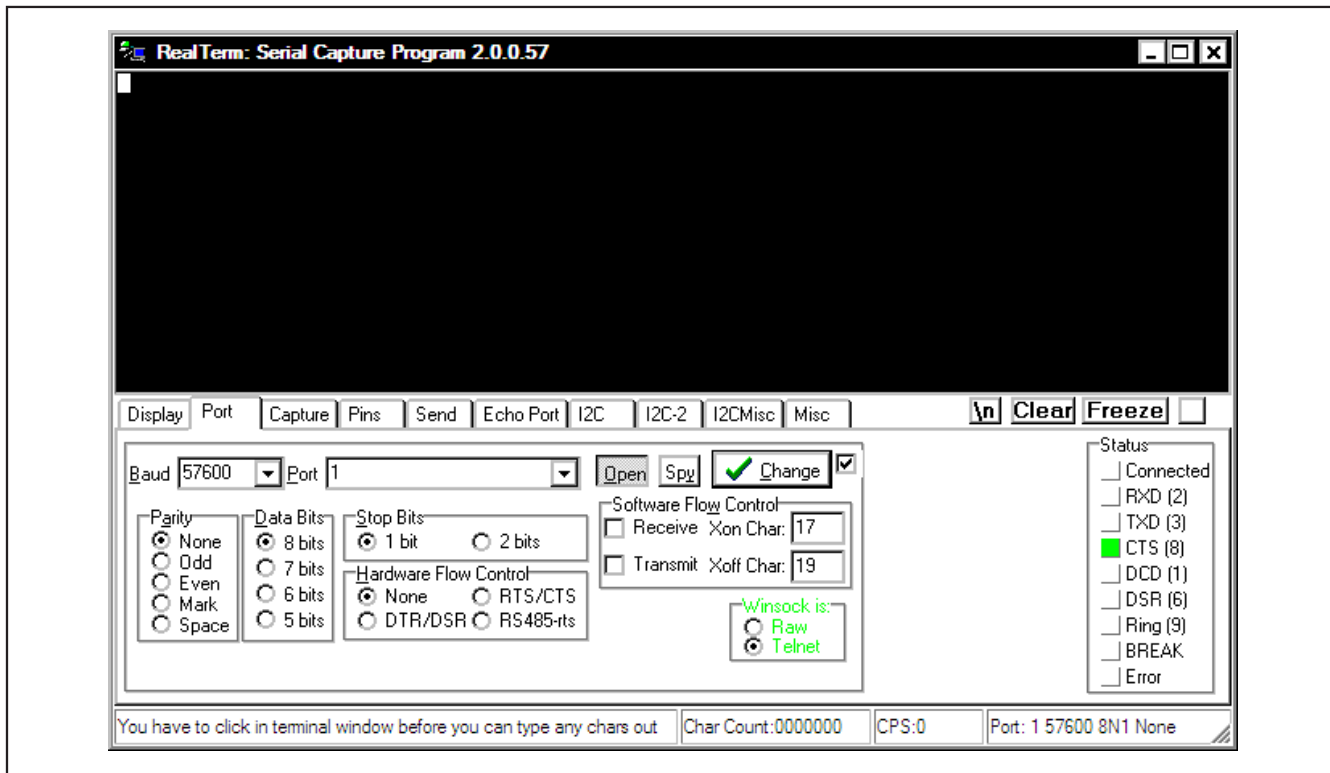 RealTerm: Serial Capture Program 2.0.0.57
Display Port Capture Pins Send Echo Port I2C I2C-2 I2CMisc Misc \n Clear Freeze
Baud 57600 Port 1 Open Spy Change
Parity
None
Odd
Even
Mark
Space
Data Bits
8 bits
7 bits
6 bits
5 bits
Stop Bits
1 bit 2 bits
Hardware Flow Control
None RTS/CTS
DTR/DSR RS485-rts
Software Flow Control
Receive Xon Char: 17
Transmit Xoff Char: 19
Winsock is:
Raw
Telnet
Status
Connected
RXD (2)
TXD (3)
CTS (8)
DCD (1)
DSR (6)
Ring (9)
BREAK
Error
You have to click in terminal window before you can type any chars out Char Count:0000000 CPS:0 Port: 1 57600 8N1 None